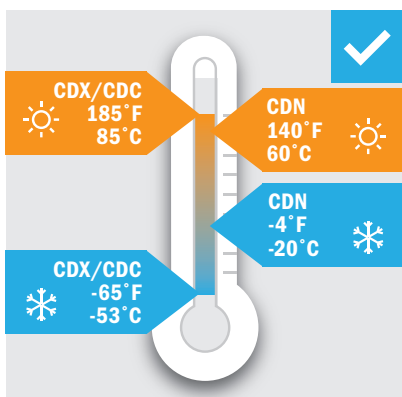 CDX/CDC
185˚F
85˚C
CDN
140˚F
60˚C
CDN
-4˚F
-20˚C
CDX/CDC
-65˚F
-53˚C